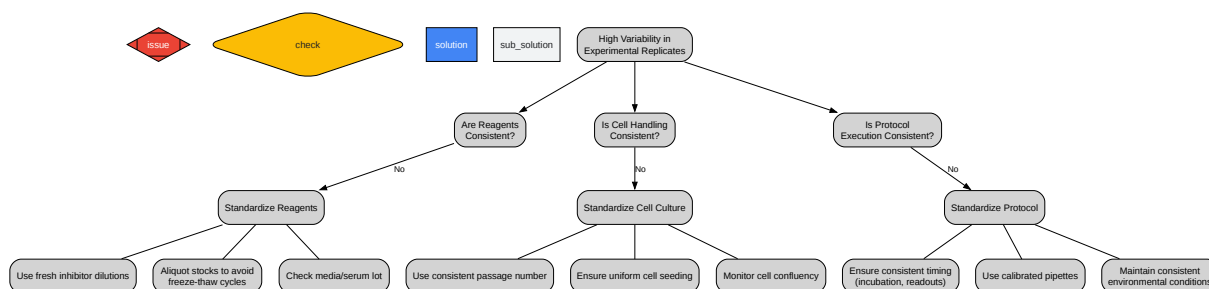 issue
check
solution
sub_solution
High Variability in
Experimental Replicates
Are Reagents
Consistent?
Is Cell Handling
Consistent?
Is Protocol
Execution Consistent?
No
No
No
Standardize Reagents
Standardize Cell Culture
Standardize Protocol
Use fresh inhibitor dilutions
Aliquot stocks to avoid
freeze-thaw cycles
Check media/serum lot
Use consistent passage number
Ensure uniform cell seeding
Monitor cell confluency
Ensure consistent timing
(incubation, readouts)
Use calibrated pipettes
Maintain consistent
environmental conditions